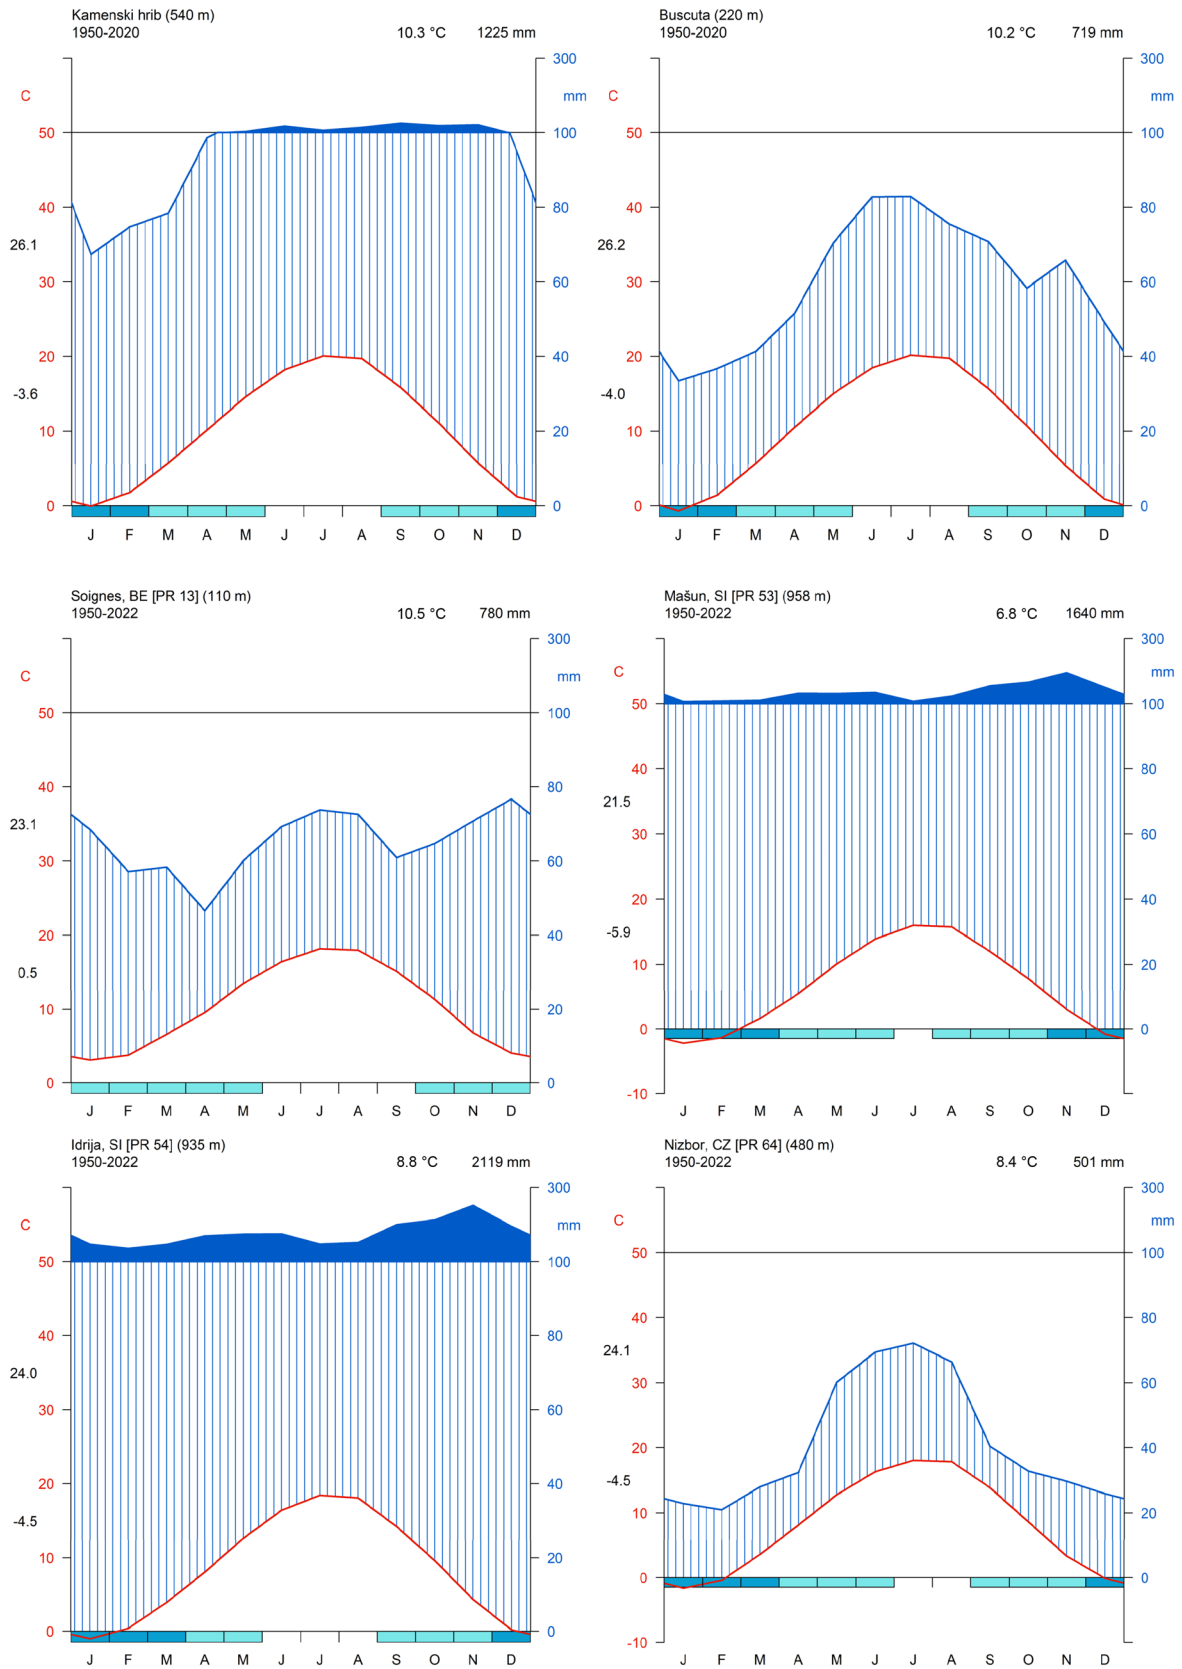 Kamenski hrib (540 m)
1950-2020
10.3 °C
1225 mm
300
C
mm
50
100
40
80
26.1
30
60
20
40
-3.6
10
20
0
0
J F M A M J J A S O N D
Buscuta (220 m)
1950-2020
10.2 °C
719 mm
300
C
mm
50
100
40
80
26.2
30
60
20
40
-4.0
10
20
0
0
J F M A M J J A S O N D
Soignes, BE [PR 13] (110 m)
1950-2022
10.5 °C
780 mm
300
C
mm
50
100
40
80
23.1
30
60
20
40
0.5
10
20
0
0
J F M A M J J A S O N D
Mašun, SI [PR 53] (958 m)
1950-2022
6.8 °C
1640 mm
300
C
mm
50
100
40
80
21.5
30
60
20
40
-5.9
10
20
0
0
-10
J F M A M J J A S O N D
Idrija, SI [PR 54] (935 m)
1950-2022
8.8 °C
2119 mm
300
C
mm
50
100
40
80
24.0
30
60
20
40
-4.5
10
20
0
0
J F M A M J J A S O N D
Nizbor, CZ [PR 64] (480 m)
1950-2022
8.4 °C
501 mm
300
C
mm
50
100
40
80
24.1
30
60
20
40
-4.5
10
20
0
0
-10
J F M A M J J A S O N D